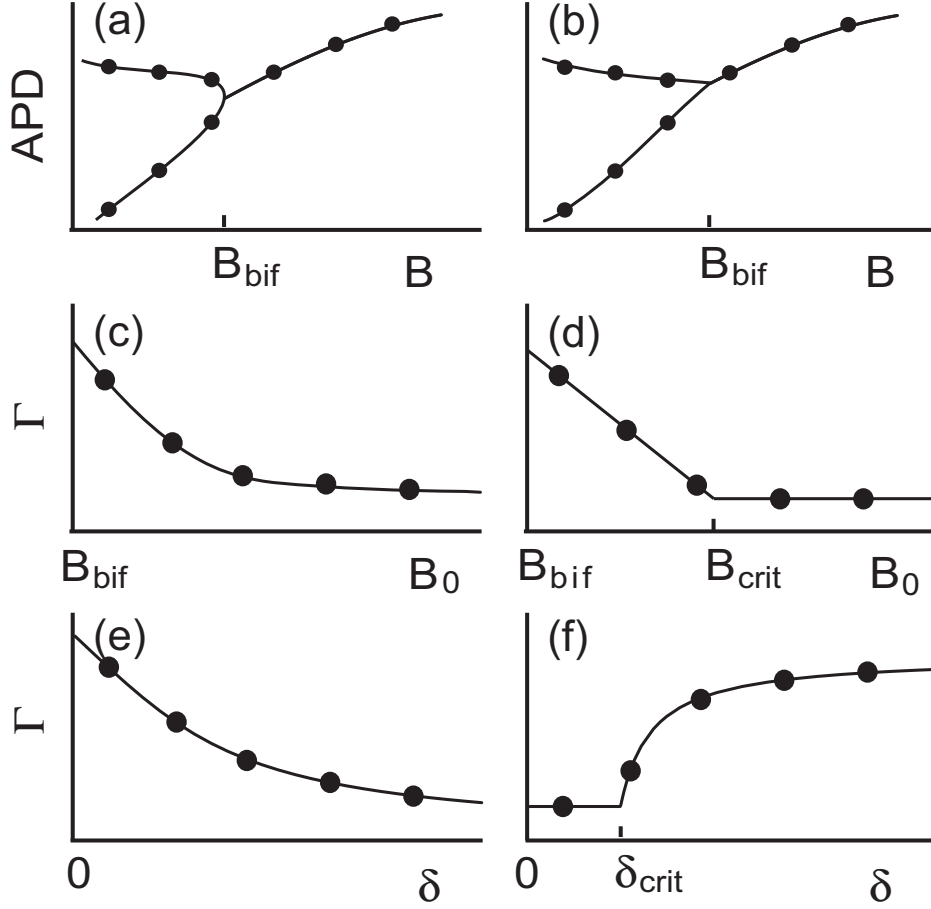 (a)
(b)
APD
B_bif
B
B_bif
B
(c)
(d)
Γ
B_bif
B_0
B_bif
B_crit
B_0
(e)
(f)
Γ
0
δ
0
δ_crit
δ